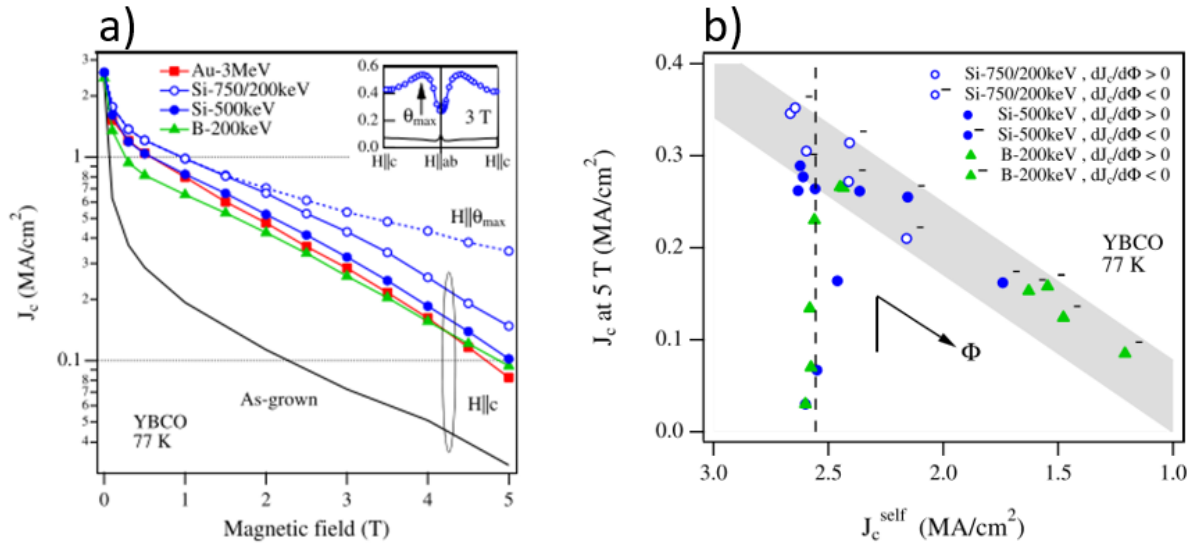 a)
Au-3MeV
Si-750/200keV
Si-500keV
B-200keV
0.6
0.4
0.2
0.0
θmax
3 T
H||c
H||ab
H||c
3
2
1
8
7
6
5
4
3
2
0.1
8
7
6
5
4
Jc (MA/cm²)
H||θmax
As-grown
H||c
YBCO
77 K
0
1
2
3
4
5
Magnetic field (T)
b)
Si-750/200keV , dJc/dΦ > 0
Si-750/200keV , dJc/dΦ < 0
Si-500keV , dJc/dΦ > 0
Si-500keV , dJc/dΦ < 0
B-200keV , dJc/dΦ > 0
B-200keV , dJc/dΦ < 0
0.4
0.3
0.2
0.1
0.0
Jc at 5 T (MA/cm²)
YBCO
77 K
Φ
3.0
2.5
2.0
1.5
1.0
Jc^self (MA/cm²)